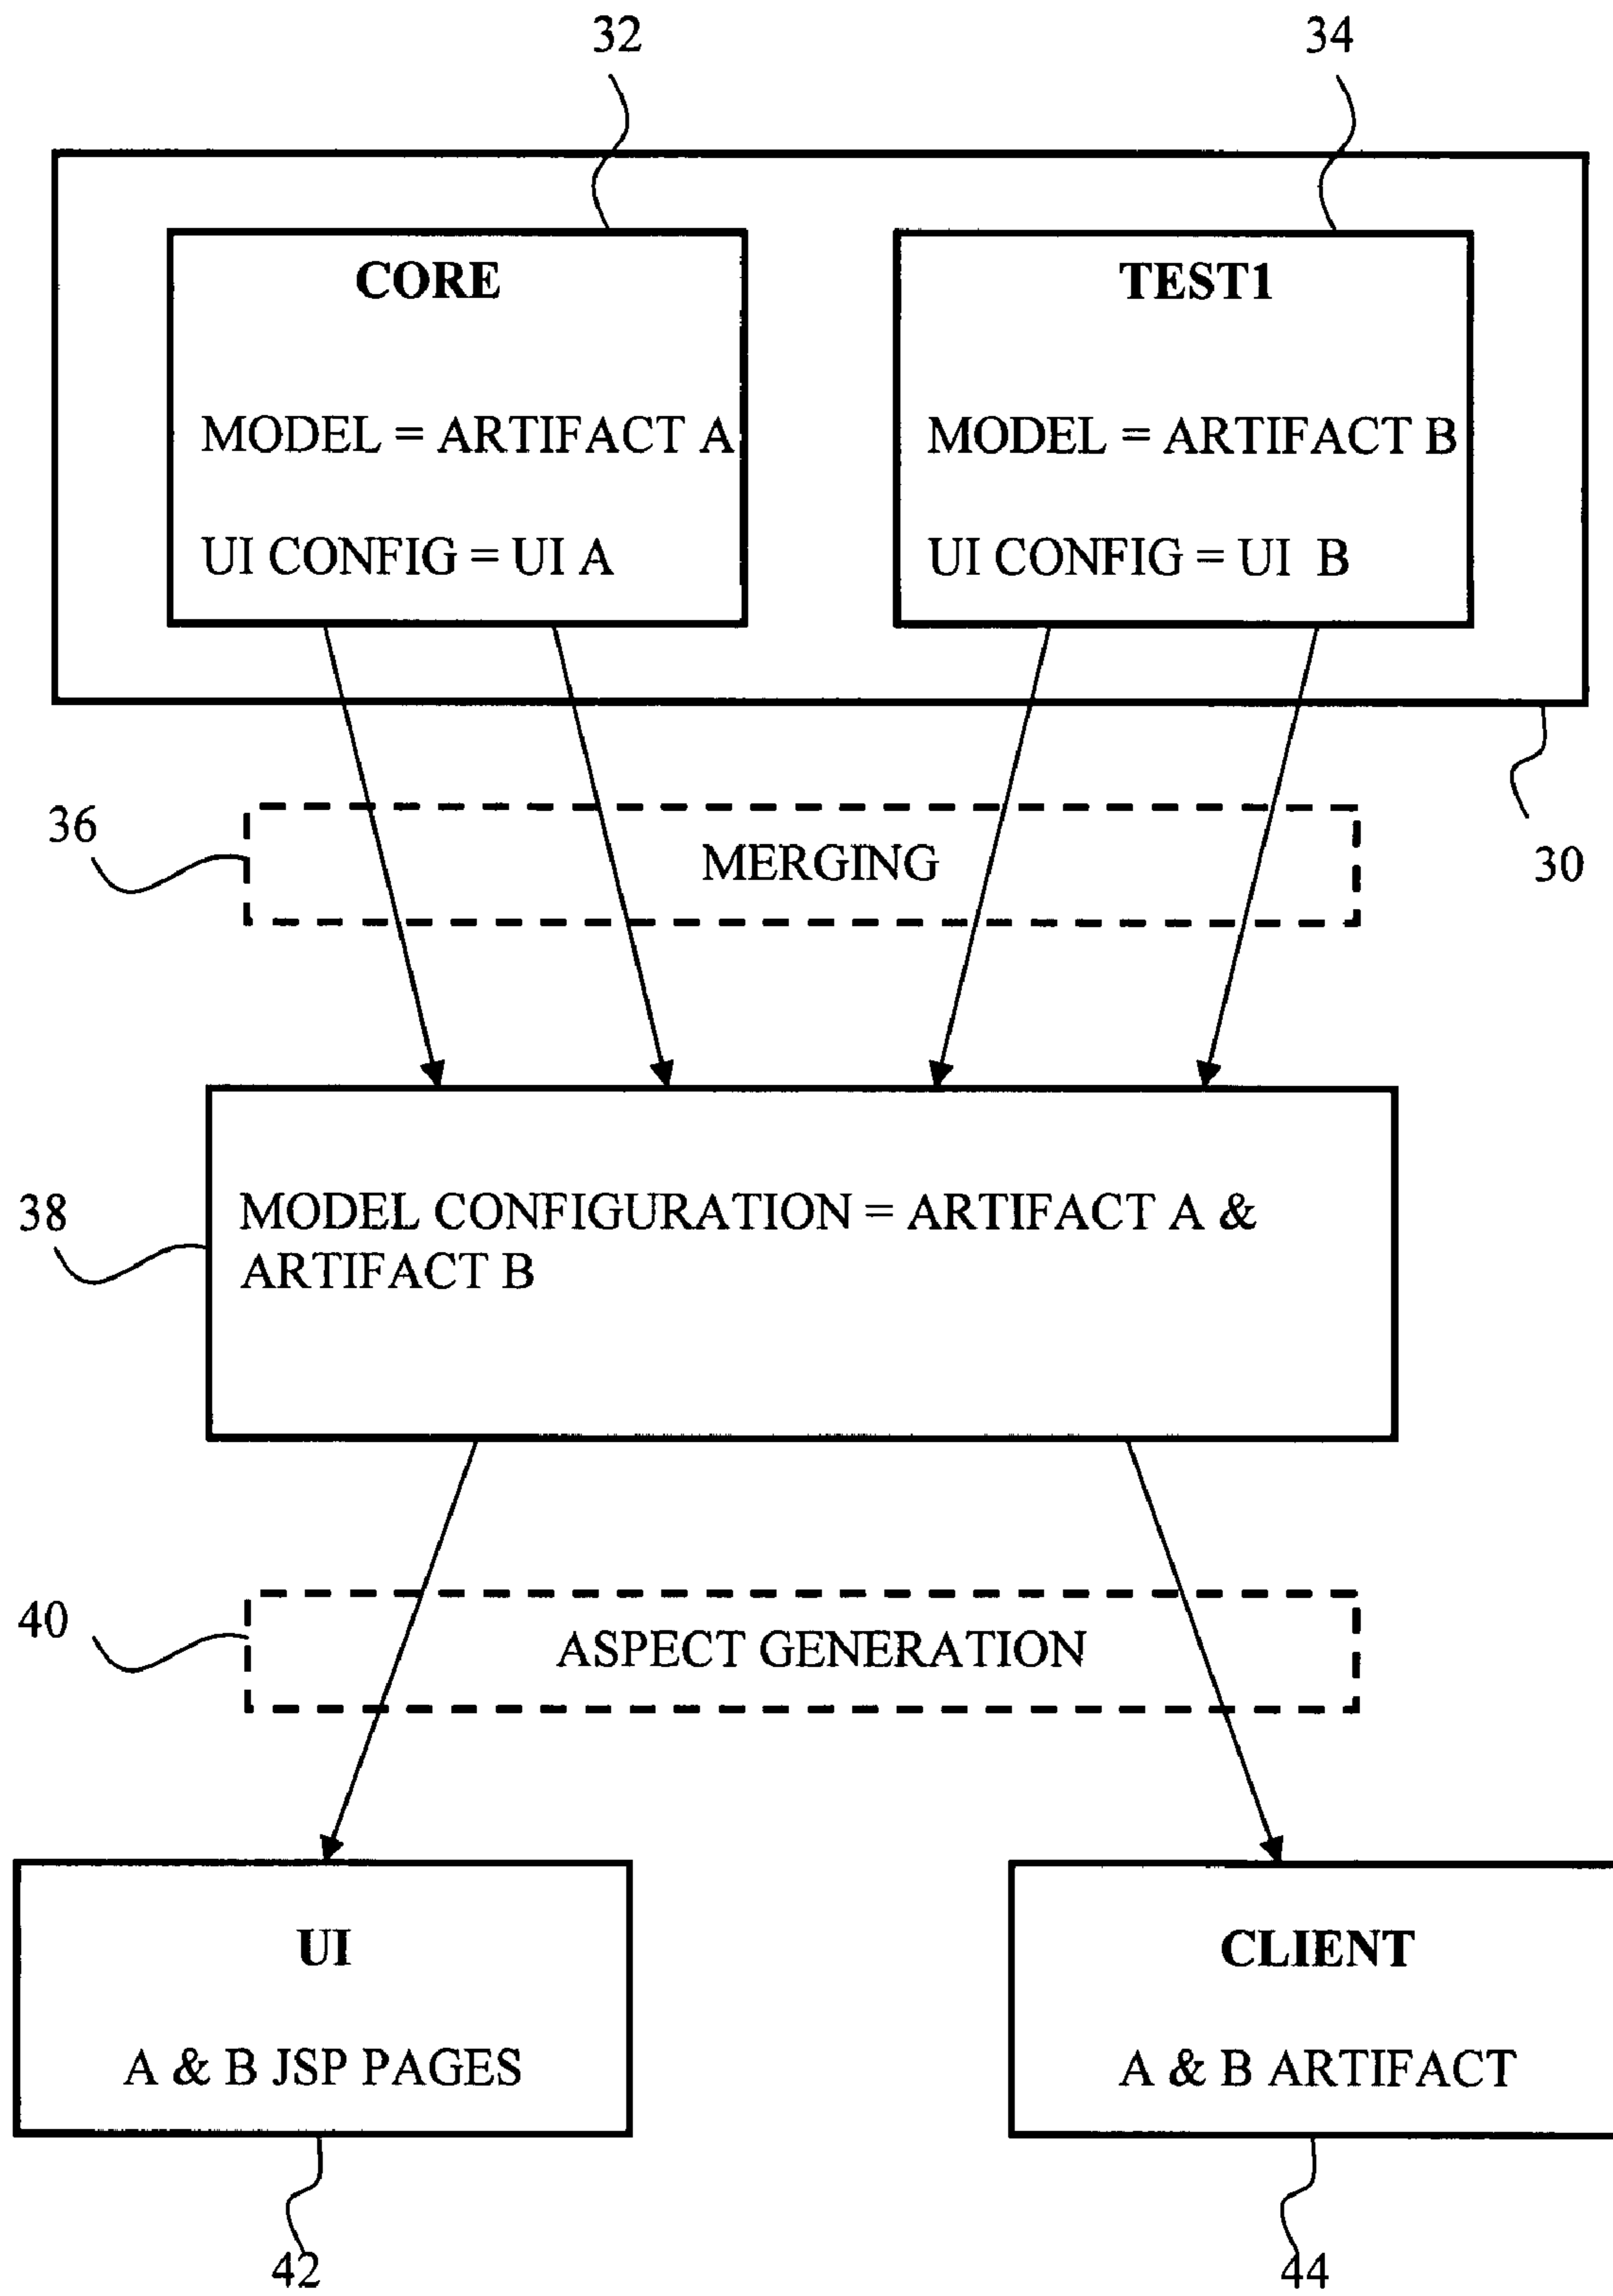 32
34
CORE
MODEL = ARTIFACT A
UI CONFIG = UI A
TEST1
MODEL = ARTIFACT B
UI CONFIG = UI B
36
MERGING
30
38
MODEL CONFIGURATION = ARTIFACT A &
ARTIFACT B
40
ASPECT GENERATION
UI
A & B JSP PAGES
CLIENT
A & B ARTIFACT
42
44